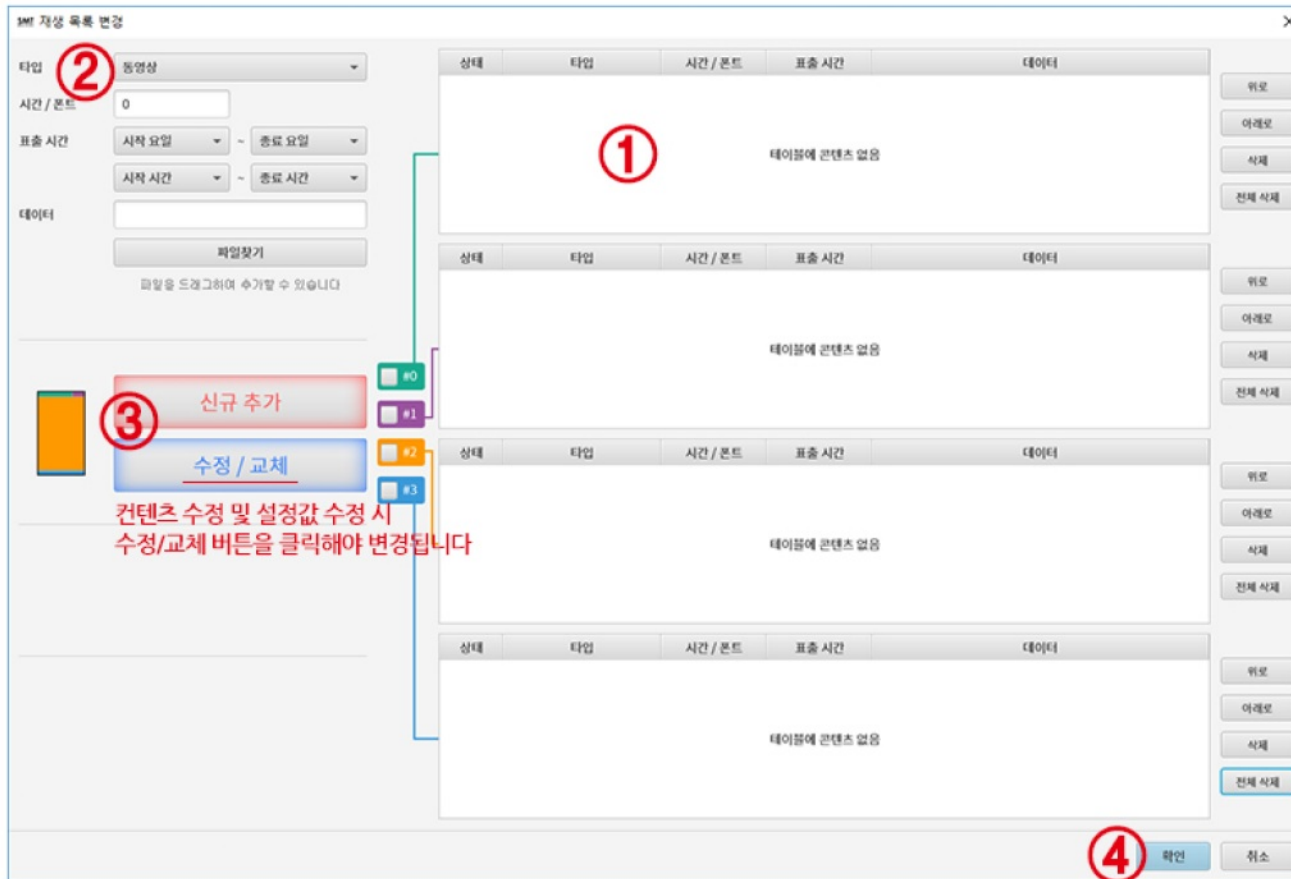 SMT 재생 목록 변경
타입 ② 동영상
시간 / 폰트 0
표출 시간 시작 요일 ~ 종료 요일
시작 시간 ~ 종료 시간
데이터
파일찾기
파일을 드래그하여 추가할 수 있습니다
③ 신규 추가
수정 / 교체
컨텐츠 수정 및 설정값 수정 시
수정/교체 버튼을 클릭해야 변경됩니다
#0
#1
#2
#3
상태 타입 시간 / 폰트 표출 시간 데이터
①
테이블에 콘텐츠 없음
위로
아래로
삭제
전체 삭제
상태 타입 시간 / 폰트 표출 시간 데이터
테이블에 콘텐츠 없음
위로
아래로
삭제
전체 삭제
상태 타입 시간 / 폰트 표출 시간 데이터
테이블에 콘텐츠 없음
위로
아래로
삭제
전체 삭제
상태 타입 시간 / 폰트 표출 시간 데이터
테이블에 콘텐츠 없음
위로
아래로
삭제
전체 삭제
④ 확인 취소